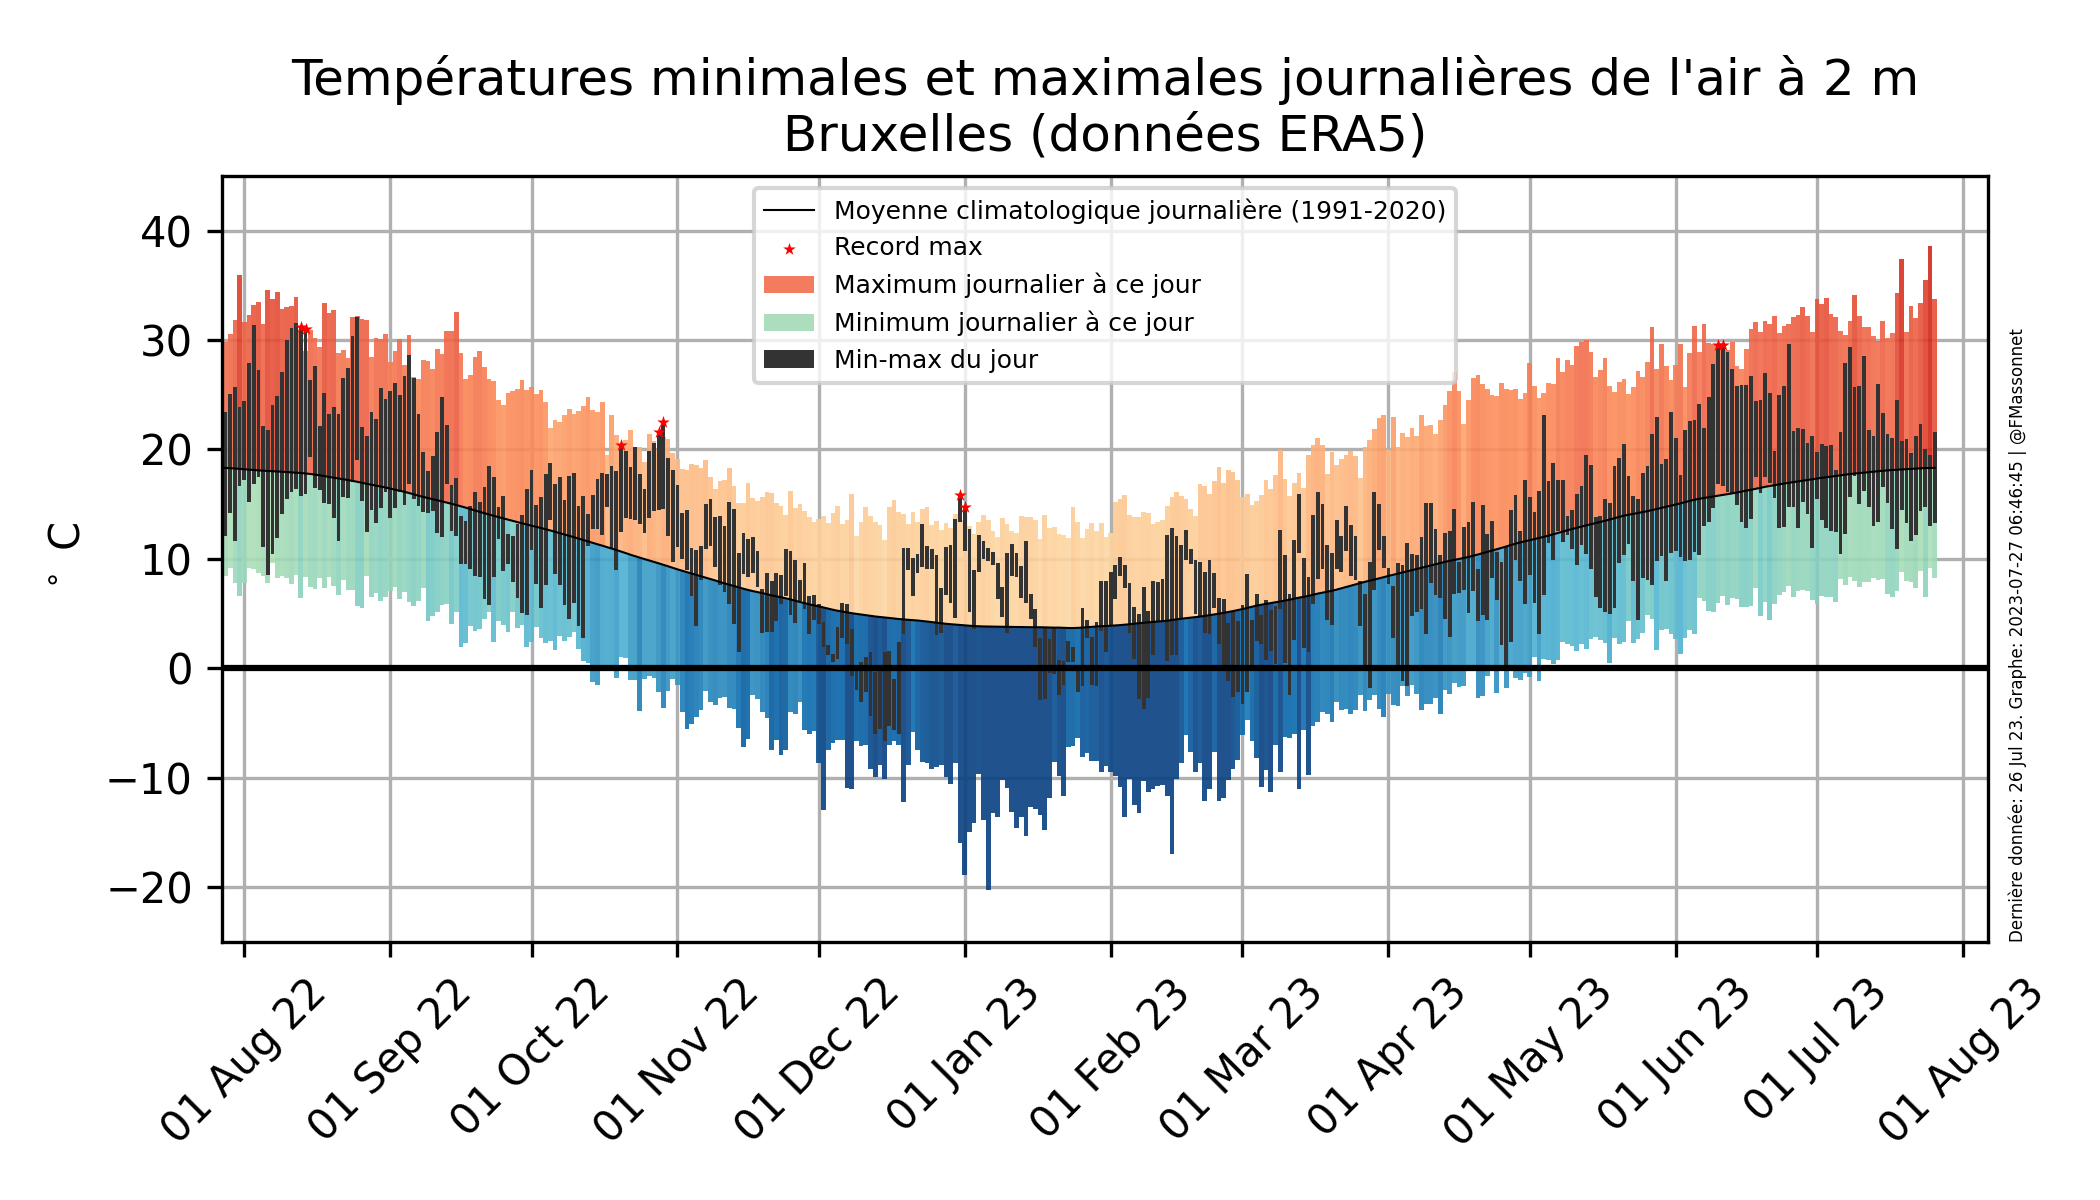 Températures minimales et maximales journalières de l'air à 2 m
Bruxelles (données ERA5)
Moyenne climatologique journalière (1991-2020)
Record max
Maximum journalier à ce jour
Minimum journalier à ce jour
Min-max du jour
40
30
20
10
0
−10
−20
° C
01 Aug 22
01 Sep 22
01 Oct 22
01 Nov 22
01 Dec 22
01 Jan 23
01 Feb 23
01 Mar 23
01 Apr 23
01 May 23
01 Jun 23
01 Jul 23
01 Aug 23
Dernière donnée: 26 Jul 23. Graphe: 2023-07-27 06:46:45 | @FMassonnet